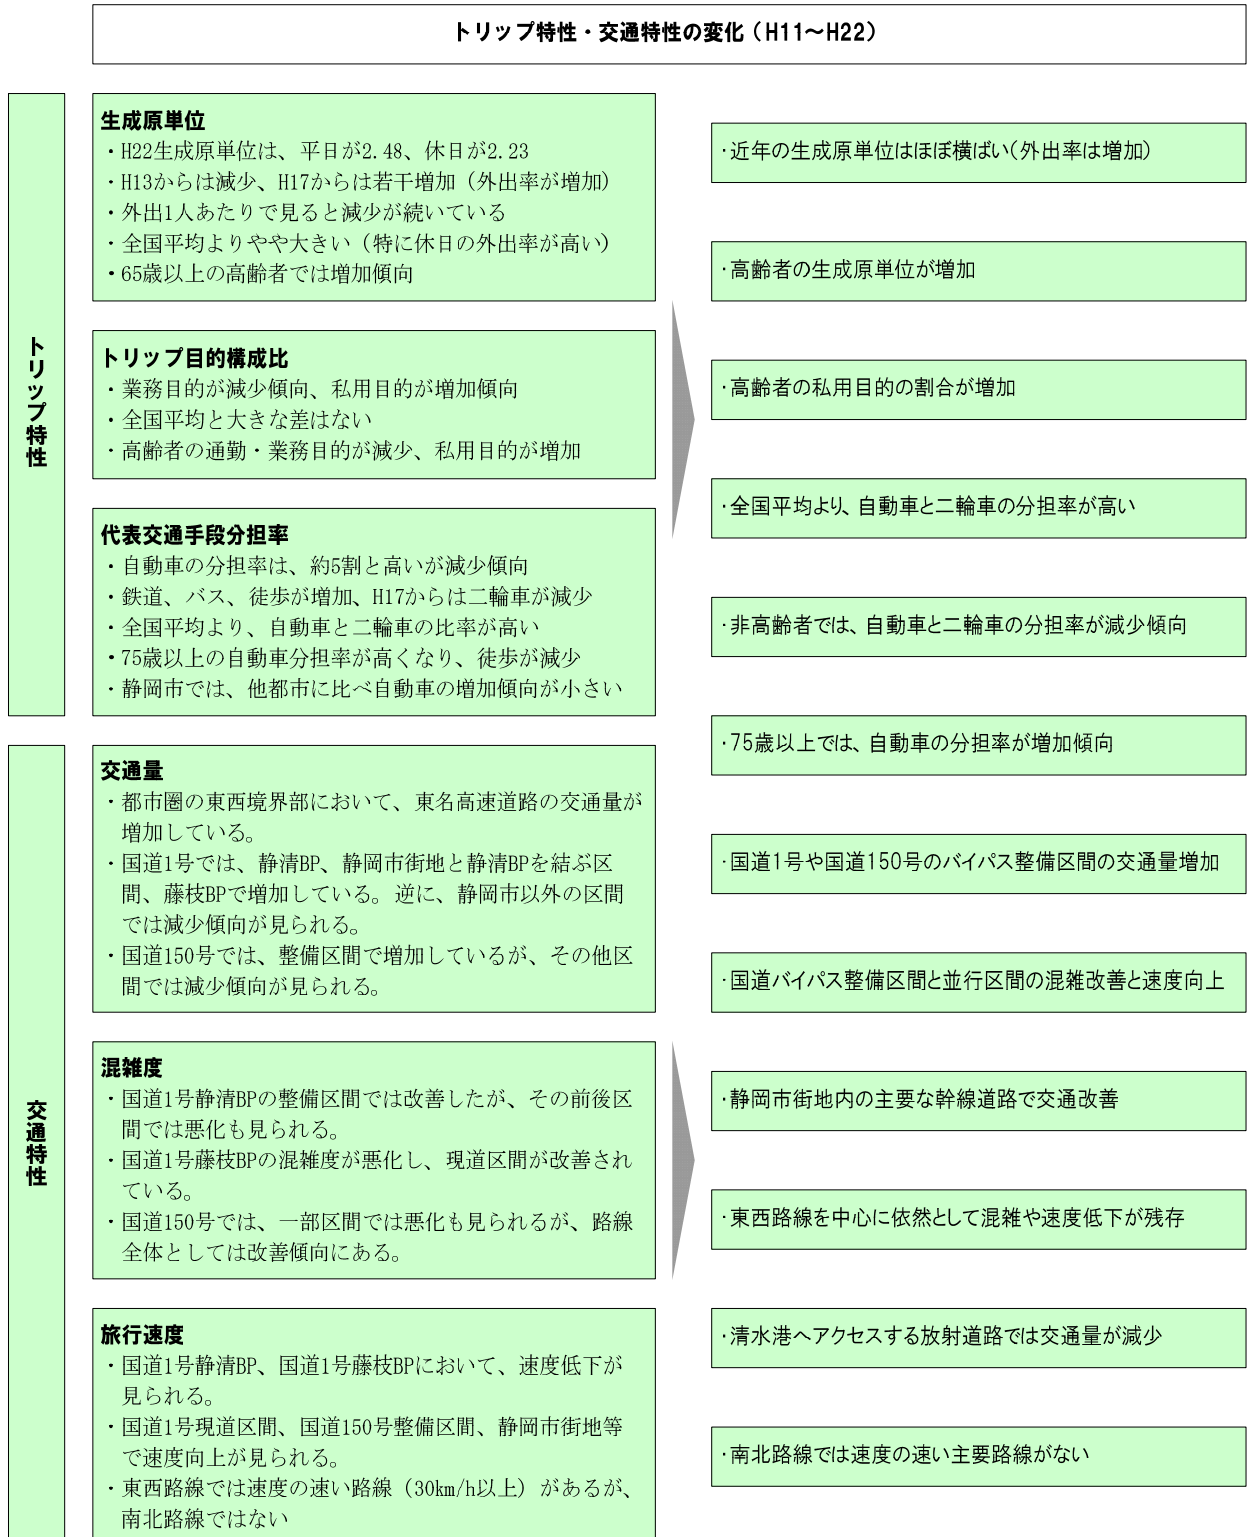 トリップ特性・交通特性の変化（H11～H22）
トリップ特性
生成原単位
・H22生成原単位は、平日が2.48、休日が2.23
・H13からは減少、H17からは若干増加（外出率が増加）
・外出1人あたりで見ると減少が続いている
・全国平均よりやや大きい（特に休日の外出率が高い）
・65歳以上の高齢者では増加傾向
トリップ目的構成比
・業務目的が減少傾向、私用目的が増加傾向
・全国平均と大きな差はない
・高齢者の通勤・業務目的が減少、私用目的が増加
代表交通手段分担率
・自動車の分担率は、約5割と高いが減少傾向
・鉄道、バス、徒歩が増加、H17からは二輪車が減少
・全国平均より、自動車と二輪車の比率が高い
・75歳以上の自動車分担率が高くなり、徒歩が減少
・静岡市では、他都市に比べ自動車の増加傾向が小さい
交通特性
交通量
・都市圏の東西境界部において、東名高速道路の交通量が
増加している。
・国道1号では、静清BP、静岡市街地と静清BPを結ぶ区
間、藤枝BPで増加している。逆に、静岡市以外の区間
では減少傾向が見られる。
・国道150号では、整備区間で増加しているが、その他区
間では減少傾向が見られる。
混雑度
・国道1号静清BPの整備区間では改善したが、その前後区
間では悪化も見られる。
・国道1号藤枝BPの混雑度が悪化し、現道区間が改善され
ている。
・国道150号では、一部区間では悪化も見られるが、路線
全体としては改善傾向にある。
旅行速度
・国道1号静清BP、国道1号藤枝BPにおいて、速度低下が
見られる。
・国道1号現道区間、国道150号整備区間、静岡市街地等
で速度向上が見られる。
・東西路線では速度の速い路線（30km/h以上）があるが、
南北路線ではない
・近年の生成原単位はほぼ横ばい（外出率は増加）
・高齢者の生成原単位が増加
・高齢者の私用目的の割合が増加
・全国平均より、自動車と二輪車の分担率が高い
・非高齢者では、自動車と二輪車の分担率が減少傾向
・75歳以上では、自動車の分担率が増加傾向
・国道1号や国道150号のバイパス整備区間の交通量増加
・国道バイパス整備区間と並行区間の混雑改善と速度向上
・静岡市街地内の主要な幹線道路で交通改善
・東西路線を中心に依然として混雑や速度低下が残存
・清水港へアクセスする放射道路では交通量が減少
・南北路線では速度の速い主要路線がない